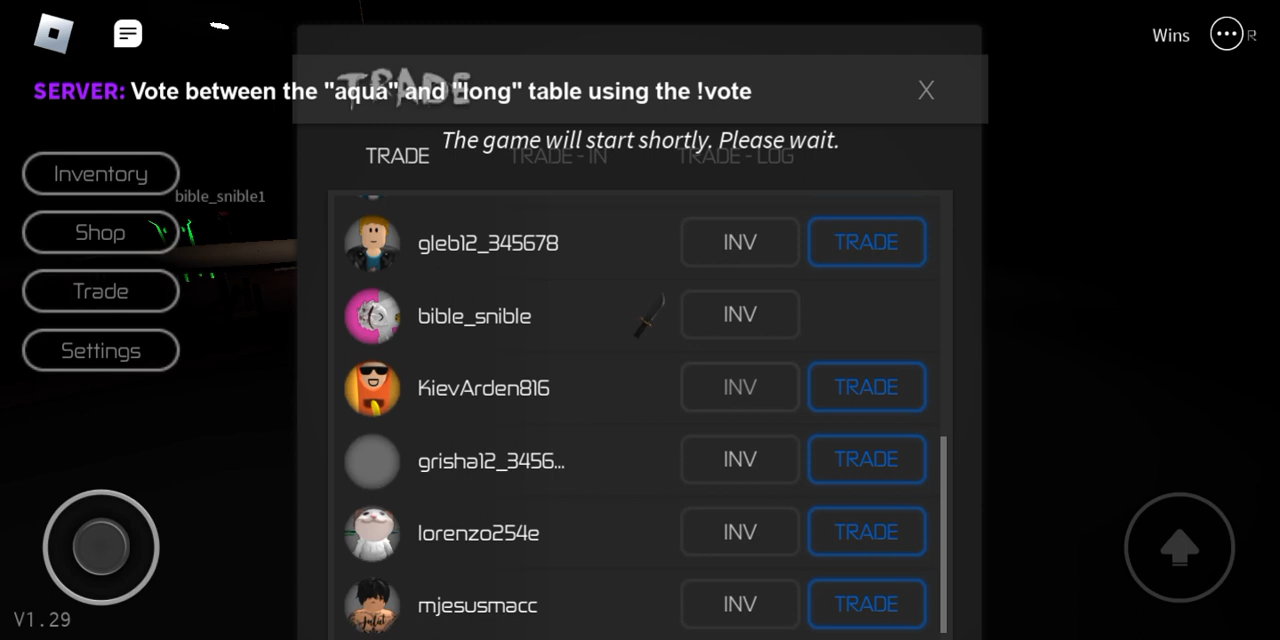 Wins
R
SERVER: Vote between the "aqua" and "long" table using the !vote
TRADE
X
The game will start shortly. Please wait.
TRADE
TRADE - IN
TRADE - LOG
Inventory
Shop
Trade
Settings
bible_snible1
gleb12_345678
INV
TRADE
bible_snible
INV
KievArden816
INV
TRADE
grisha12_3456...
INV
TRADE
lorenzo254e
INV
TRADE
mjesusmacc
INV
TRADE
V1.29